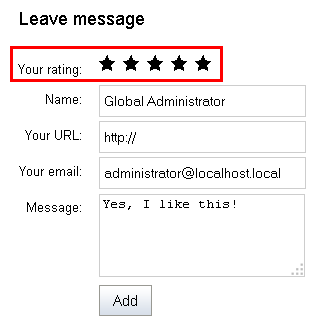 Leave message
Your rating:
Name: Global Administrator
Your URL: http://
Your email: administrator@localhost.local
Message: Yes, I like this!
Add